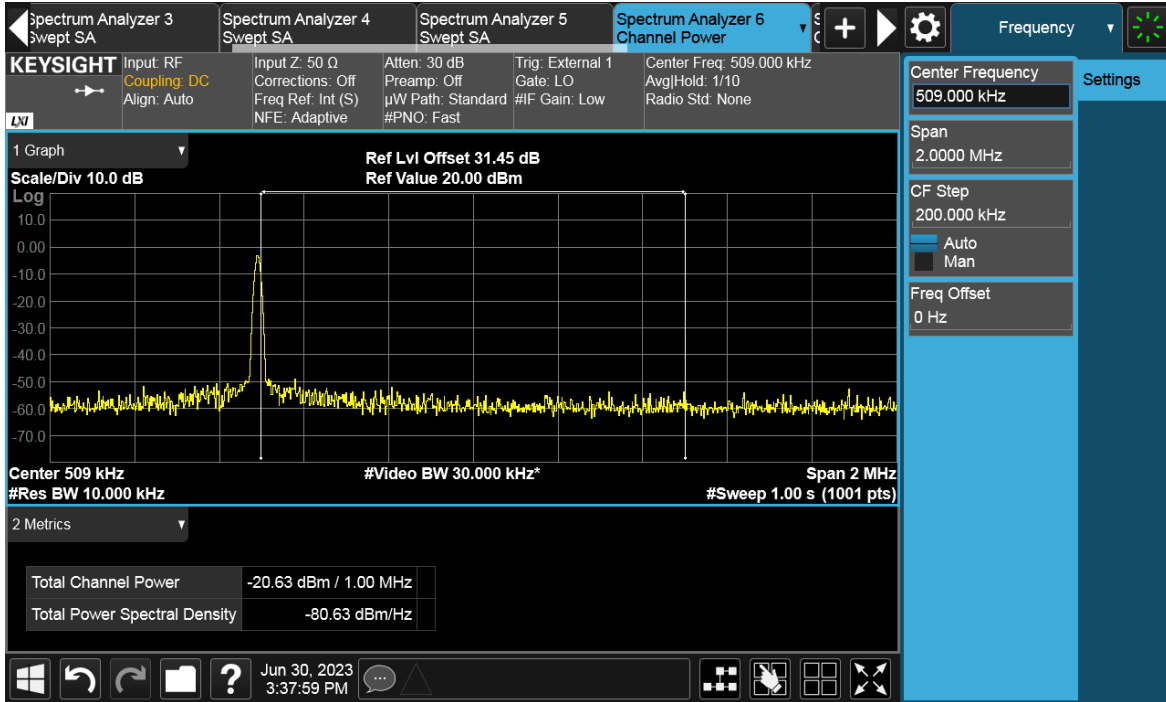 Spectrum Analyzer 3
Swept SA
Spectrum Analyzer 4
Swept SA
Spectrum Analyzer 5
Swept SA
Spectrum Analyzer 6
Channel Power
Frequency
KEYSIGHT
LXI
Input: RF
Coupling: DC
Align: Auto
Input Z: 50 Ω
Corrections: Off
Freq Ref: Int (S)
NFE: Adaptive
Atten: 30 dB
Preamp: Off
µW Path: Standard
#PNO: Fast
Trig: External 1
Gate: LO
#IF Gain: Low
Center Freq: 509.000 kHz
Avg|Hold: 1/10
Radio Std: None
Center Frequency
509.000 kHz
Settings
Span
2.0000 MHz
CF Step
200.000 kHz
Auto
Man
Freq Offset
0 Hz
1 Graph
Scale/Div 10.0 dB
Ref Lvl Offset 31.45 dB
Ref Value 20.00 dBm
Log
10.0
0.00
-10.0
-20.0
-30.0
-40.0
-50.0
-60.0
-70.0
Center 509 kHz
#Video BW 30.000 kHz*
Span 2 MHz
#Res BW 10.000 kHz
#Sweep 1.00 s (1001 pts)
2 Metrics
Total Channel Power -20.63 dBm / 1.00 MHz
Total Power Spectral Density -80.63 dBm/Hz
Jun 30, 2023
3:37:59 PM